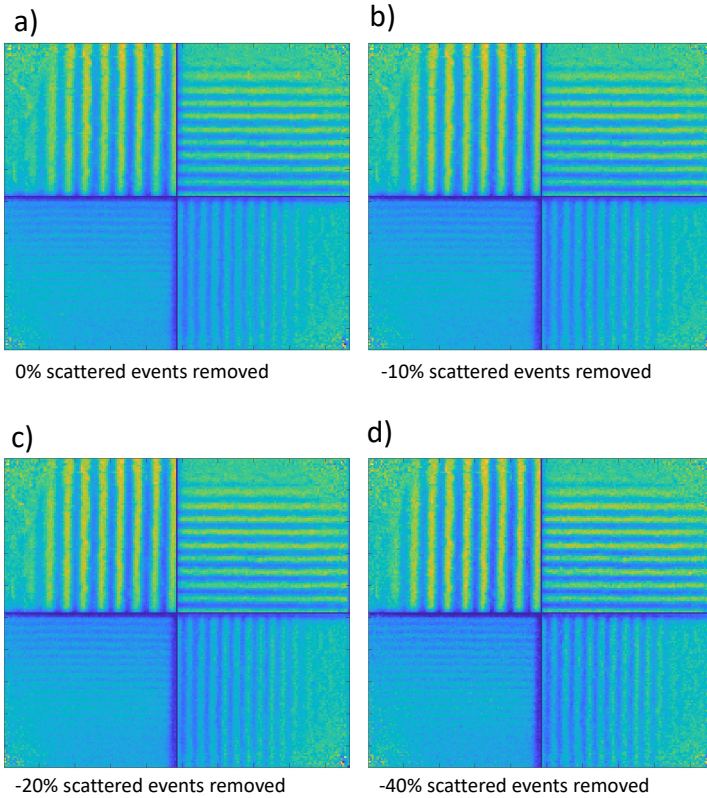 a)
b)
0% scattered events removed
-10% scattered events removed
c)
d)
-20% scattered events removed
-40% scattered events removed